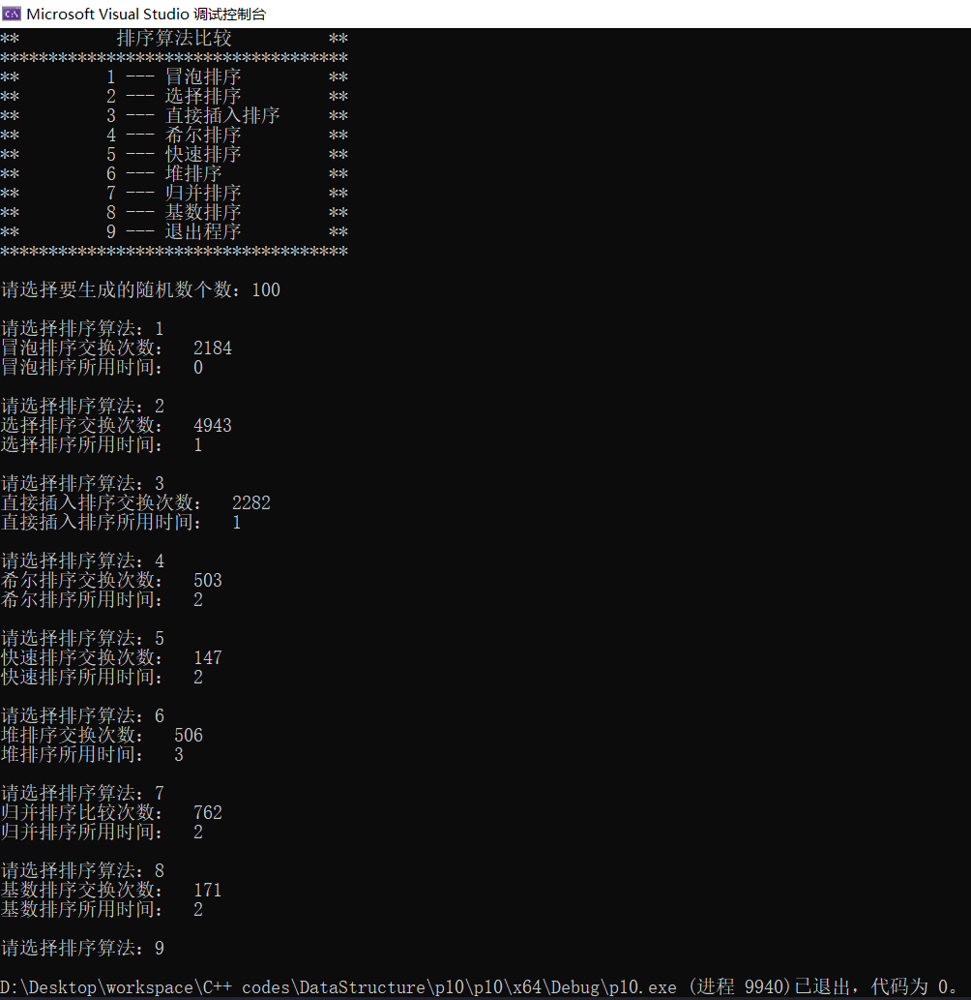 Microsoft Visual Studio 调试控制台
** 排序算法比较 **
************************************
** 1 --- 冒泡排序 **
** 2 --- 选择排序 **
** 3 --- 直接插入排序 **
** 4 --- 希尔排序 **
** 5 --- 快速排序 **
** 6 --- 堆排序 **
** 7 --- 归并排序 **
** 8 --- 基数排序 **
** 9 --- 退出程序 **
************************************
请选择要生成的随机数个数：100
请选择排序算法：1
冒泡排序交换次数： 2184
冒泡排序所用时间： 0
请选择排序算法：2
选择排序交换次数： 4943
选择排序所用时间： 1
请选择排序算法：3
直接插入排序交换次数： 2282
直接插入排序所用时间： 1
请选择排序算法：4
希尔排序交换次数： 503
希尔排序所用时间： 2
请选择排序算法：5
快速排序交换次数： 147
快速排序所用时间： 2
请选择排序算法：6
堆排序交换次数： 506
堆排序所用时间： 3
请选择排序算法：7
归并排序比较次数： 762
归并排序所用时间： 2
请选择排序算法：8
基数排序交换次数： 171
基数排序所用时间： 2
请选择排序算法：9
D:\Desktop\workspace\C++ codes\DataStructure\p10\p10\x64\Debug\p10.exe (进程 9940)已退出，代码为 0。